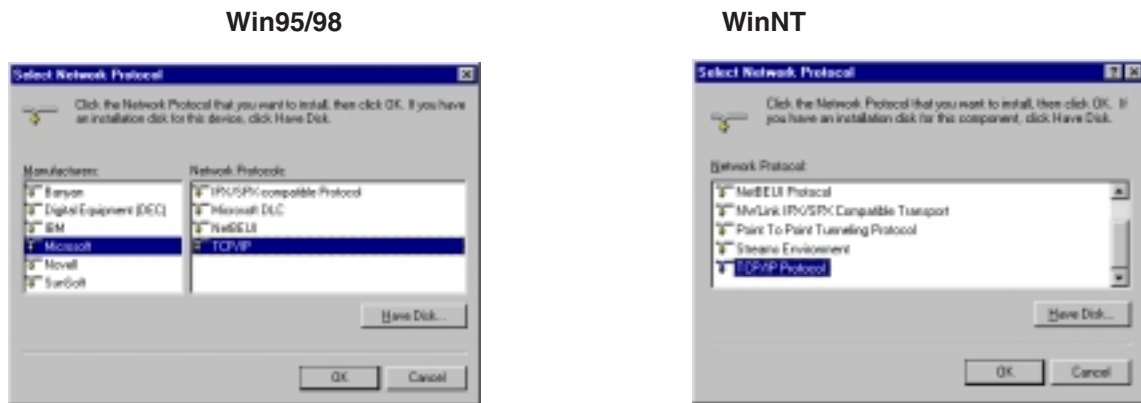 Win95/98
WinNT
Select Network Protocol
Click the Network Protocol that you want to install, then click OK. If you have
an installation disk for this device, click Have Disk.
Manufacturers:
Network Protocols:
Banyan
Digital Equipment (DEC)
IBM
Microsoft
Novell
SunSoft
IPX/SPX-compatible Protocol
Microsoft DLC
NetBEUI
TCP/IP
Have Disk...
OK
Cancel
Select Network Protocol
Click the Network Protocol that you want to install, then click OK. If
you have an installation disk for this component, click Have Disk.
Network Protocol:
NetBEUI Protocol
NWLink IPX/SPX Compatible Transport
Point To Point Tunneling Protocol
Streams Environment
TCP/IP Protocol
Have Disk...
OK
Cancel